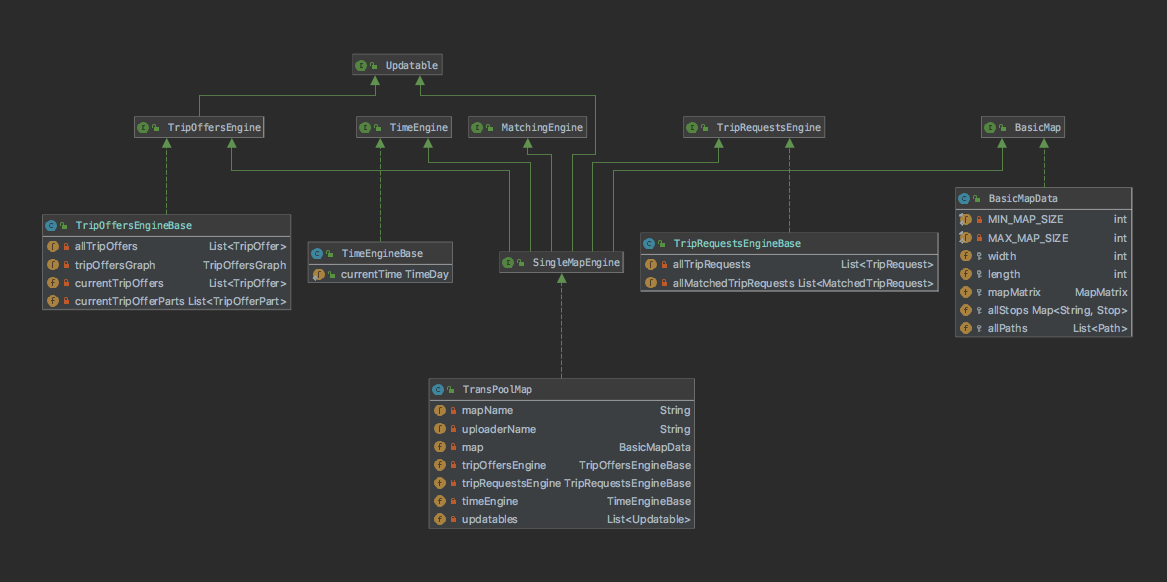 Updatable
TripOffersEngine
TimeEngine
MatchingEngine
TripRequestsEngine
BasicMap
BasicMapData
MIN_MAP_SIZE int
MAX_MAP_SIZE int
width int
length int
mapMatrix MapMatrix
allStops Map<String, Stop>
allPaths List<Path>
TripOffersEngineBase
allTripOffers List<TripOffer>
tripOffersGraph TripOffersGraph
currentTripOffers List<TripOffer>
currentTripOfferParts List<TripOfferPart>
TimeEngineBase
currentTime TimeDay
SingleMapEngine
TripRequestsEngineBase
allTripRequests List<TripRequest>
allMatchedTripRequests List<MatchedTripRequest>
TransPoolMap
mapName String
uploaderName String
map BasicMapData
tripOffersEngine TripOffersEngineBase
tripRequestsEngine TripRequestsEngineBase
timeEngine TimeEngineBase
updatables List<Updatable>